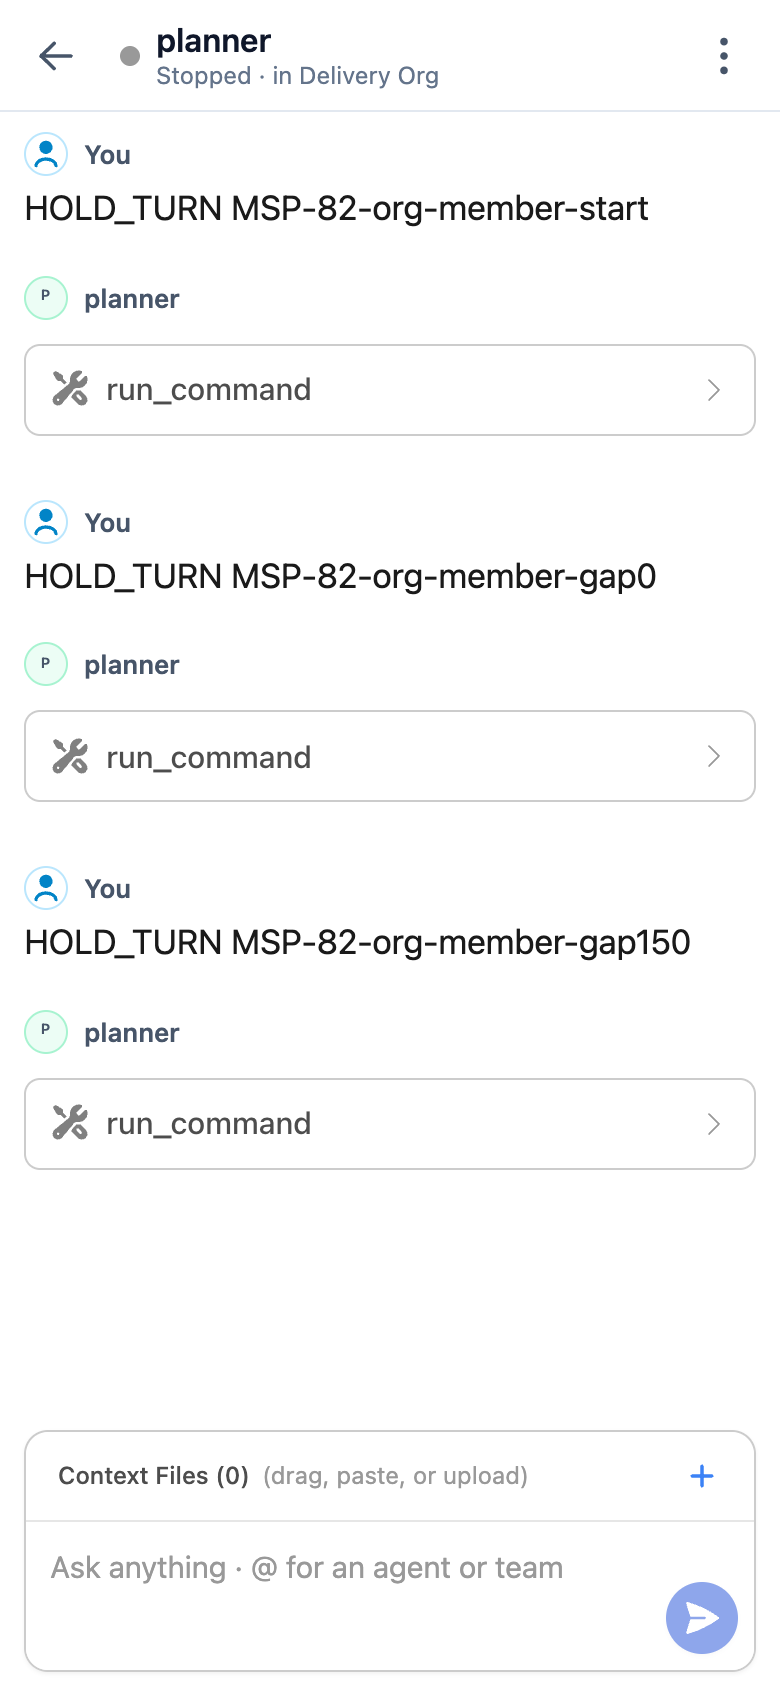 planner
Stopped · in Delivery Org
You
HOLD_TURN MSP-82-org-member-start
P planner
run_command
You
HOLD_TURN MSP-82-org-member-gap0
P planner
run_command
You
HOLD_TURN MSP-82-org-member-gap150
P planner
run_command
Context Files (0) (drag, paste, or upload)
Ask anything · @ for an agent or team